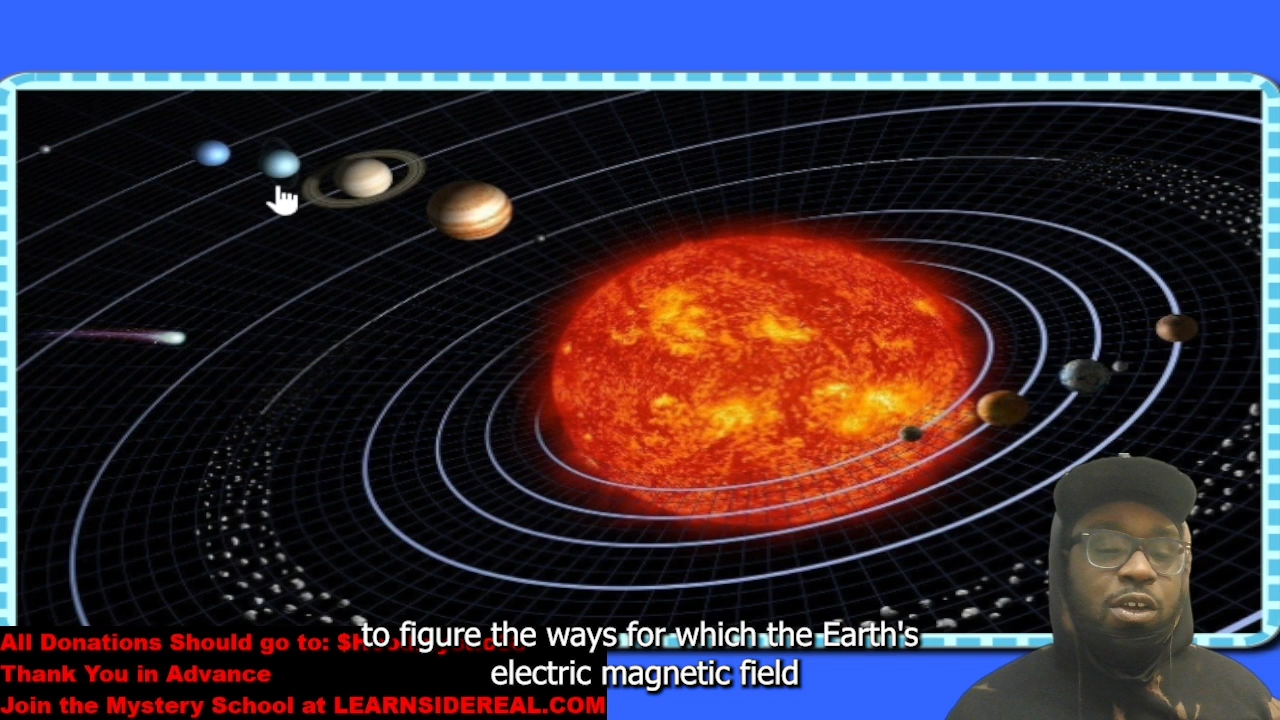 All Donations Should go to:
Thank You in Advance
Join the Mystery School at LEARNSIDEREAL.COM
to figure the ways for which the Earth's
electric magnetic field